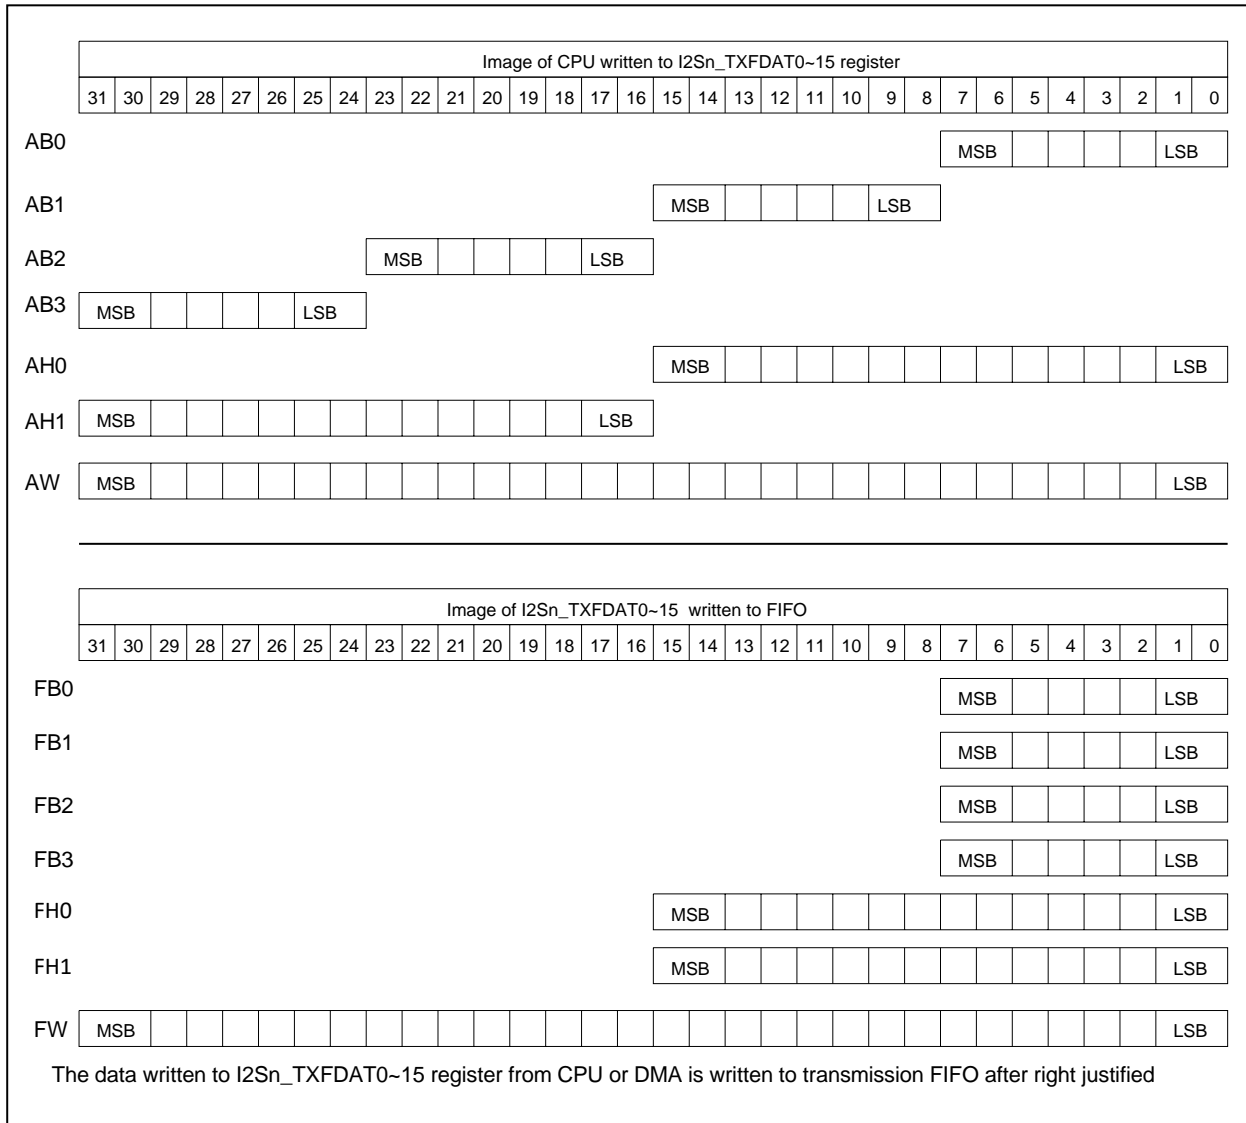 Image of CPU written to I2Sn_TXFDAT0~15 register
31 30 29 28 27 26 25 24 23 22 21 20 19 18 17 16 15 14 13 12 11 10 9 8 7 6 5 4 3 2 1 0
AB0 MSB LSB
AB1 MSB LSB
AB2 MSB LSB
AB3 MSB LSB
AH0 MSB LSB
AH1 MSB LSB
AW MSB LSB
Image of I2Sn_TXFDAT0~15 written to FIFO
31 30 29 28 27 26 25 24 23 22 21 20 19 18 17 16 15 14 13 12 11 10 9 8 7 6 5 4 3 2 1 0
FB0 MSB LSB
FB1 MSB LSB
FB2 MSB LSB
FB3 MSB LSB
FH0 MSB LSB
FH1 MSB LSB
FW MSB LSB
The data written to I2Sn_TXFDAT0~15 register from CPU or DMA is written to transmission FIFO after right justified